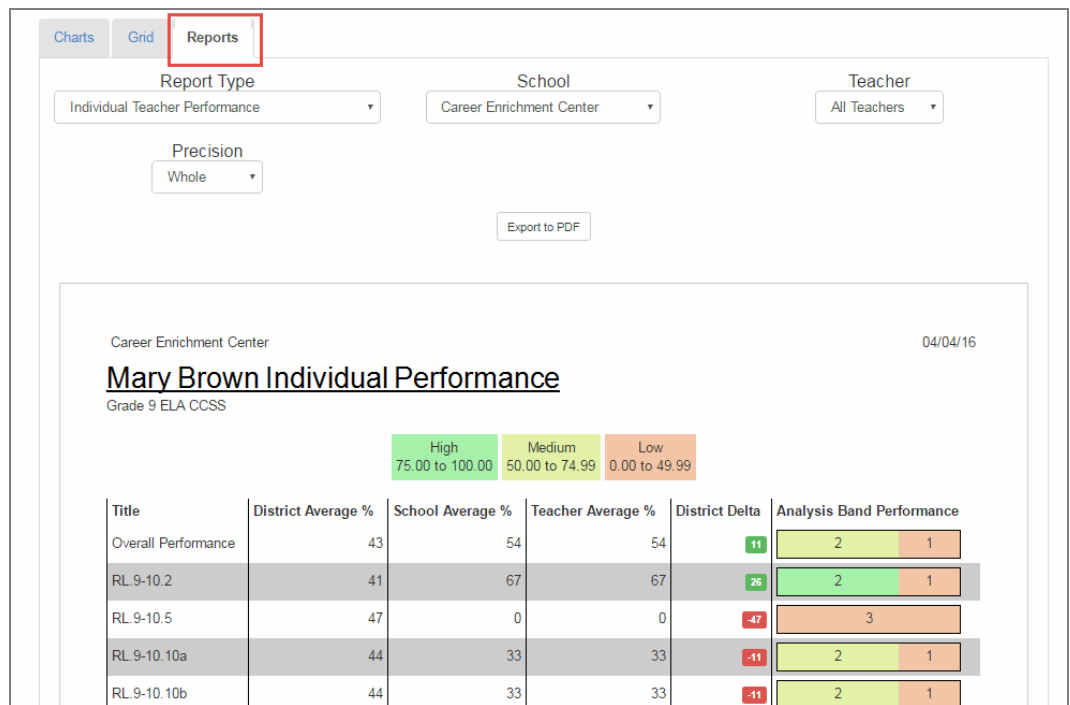 Charts Grid Reports
Report Type School Teacher
Individual Teacher Performance Career Enrichment Center All Teachers
Precision
Whole
Export to PDF
Career Enrichment Center 04/04/16
Mary Brown Individual Performance
Grade 9 ELA CCSS
High Medium Low
75.00 to 100.00 50.00 to 74.99 0.00 to 49.99
Title District Average % School Average % Teacher Average % District Delta Analysis Band Performance
Overall Performance 43 54 54 11 2 1
RL.9-10.2 41 67 67 26 2 1
RL.9-10.5 47 0 0 -47 3
RL.9-10.10a 44 33 33 -11 2 1
RL.9-10.10b 44 33 33 -11 2 1